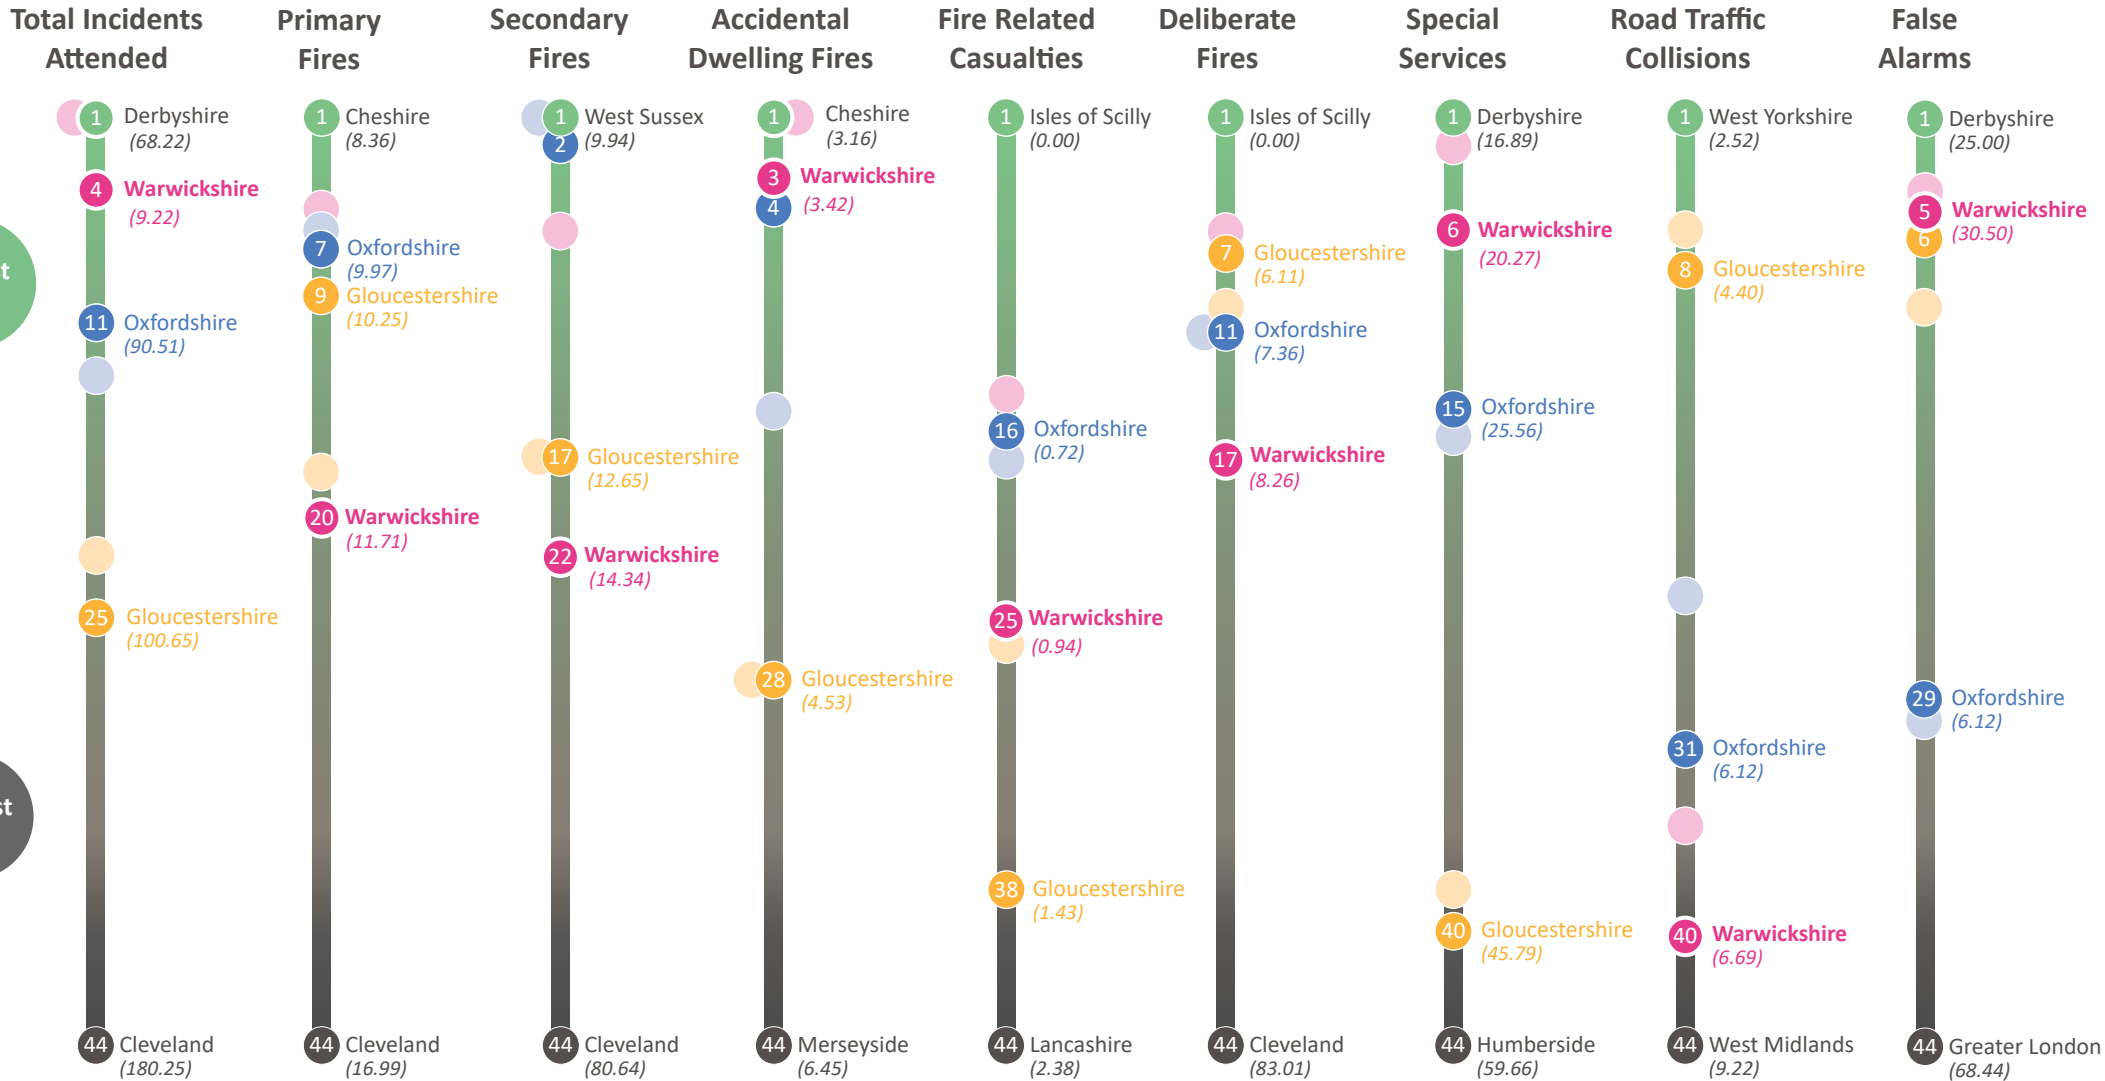 Total Incidents
Attended
1 Derbyshire
(68.22)
4 Warwickshire
(9.22)
11 Oxfordshire
(90.51)
25 Gloucestershire
(100.65)
44 Cleveland
(180.25)
Primary
Fires
1 Cheshire
(8.36)
7 Oxfordshire
(9.97)
9 Gloucestershire
(10.25)
20 Warwickshire
(11.71)
44 Cleveland
(16.99)
Secondary
Fires
1 West Sussex
(9.94)
2
17 Gloucestershire
(12.65)
22 Warwickshire
(14.34)
44 Cleveland
(80.64)
Accidental
Dwelling Fires
1 Cheshire
(3.16)
3 Warwickshire
(3.42)
4
28 Gloucestershire
(4.53)
44 Merseyside
(6.45)
Fire Related
Casualties
1 Isles of Scilly
(0.00)
16 Oxfordshire
(0.72)
25 Warwickshire
(0.94)
38 Gloucestershire
(1.43)
44 Lancashire
(2.38)
Deliberate
Fires
1 Isles of Scilly
(0.00)
7 Gloucestershire
(6.11)
11 Oxfordshire
(7.36)
17 Warwickshire
(8.26)
44 Cleveland
(83.01)
Special
Services
1 Derbyshire
(16.89)
6 Warwickshire
(20.27)
15 Oxfordshire
(25.56)
40 Gloucestershire
(45.79)
44 Humberside
(59.66)
Road Traffic
Collisions
1 West Yorkshire
(2.52)
8 Gloucestershire
(4.40)
31 Oxfordshire
(6.12)
40 Warwickshire
(6.69)
44 West Midlands
(9.22)
False
Alarms
1 Derbyshire
(25.00)
5 Warwickshire
(30.50)
6
29 Oxfordshire
(6.12)
44 Greater London
(68.44)